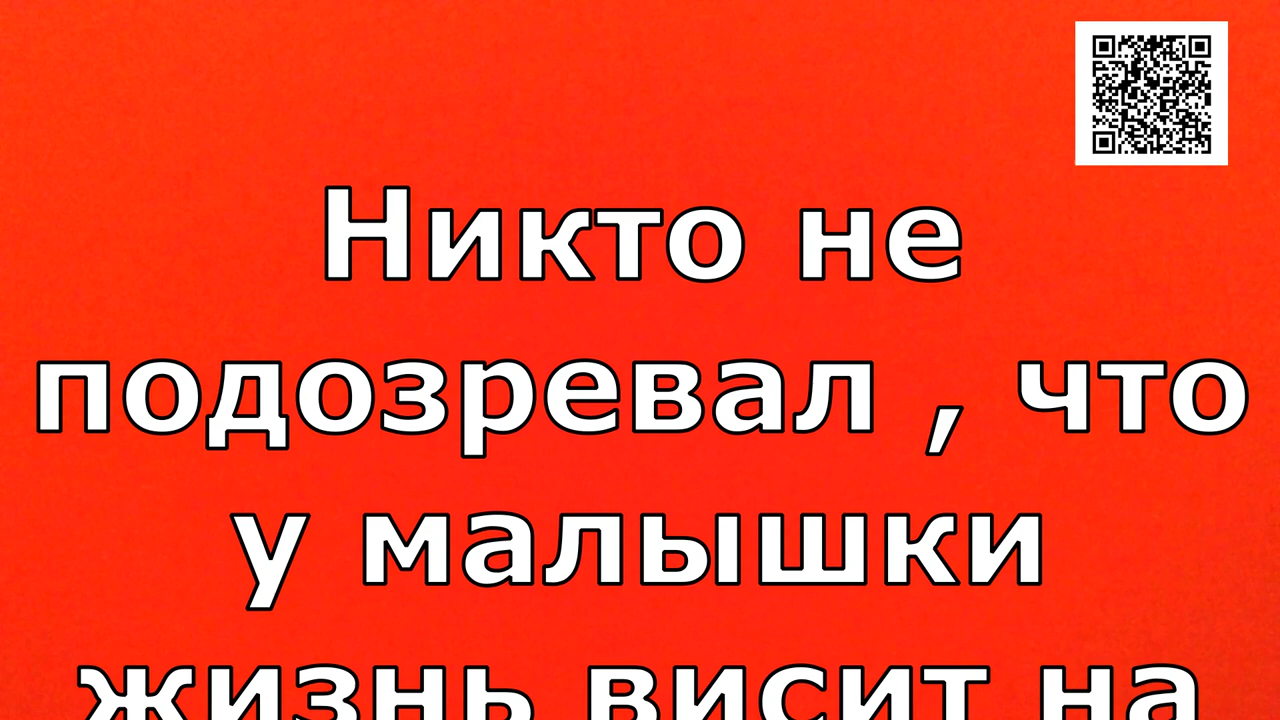 Никто не
подозревал , что
у малышки
жизнь висит на